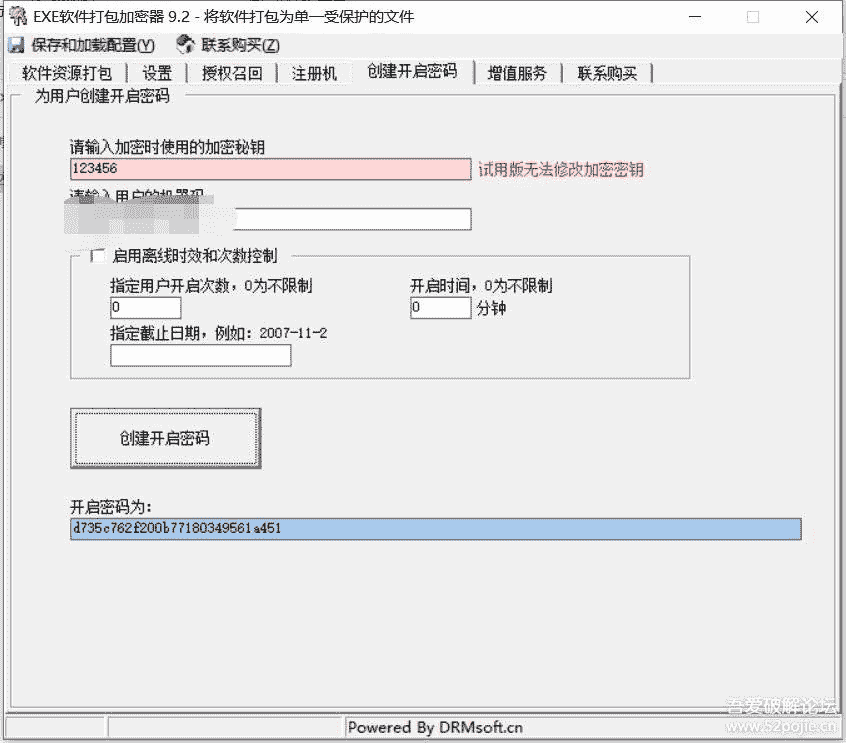 EXE软件打包加密器 9.2 - 将软件打包为单一受保护的文件
保存和加载配置(Y) 联系购买(Z)
软件资源打包 设置 授权召回 注册机 创建开启密码 增值服务 联系购买
为用户创建开启密码
请输入加密时使用的加密秘钥
123456 试用版无法修改加密密钥
请输入用户的机器码
启用离线时效和次数控制
指定用户开启次数，0为不限制 开启时间，0为不限制
0 0 分钟
指定截止日期，例如：2007-11-2
创建开启密码
开启密码为：
d735c762f200b77180349561a451
Powered By DRMsoft.cn
吾爱破解论坛
www.52pojie.cn